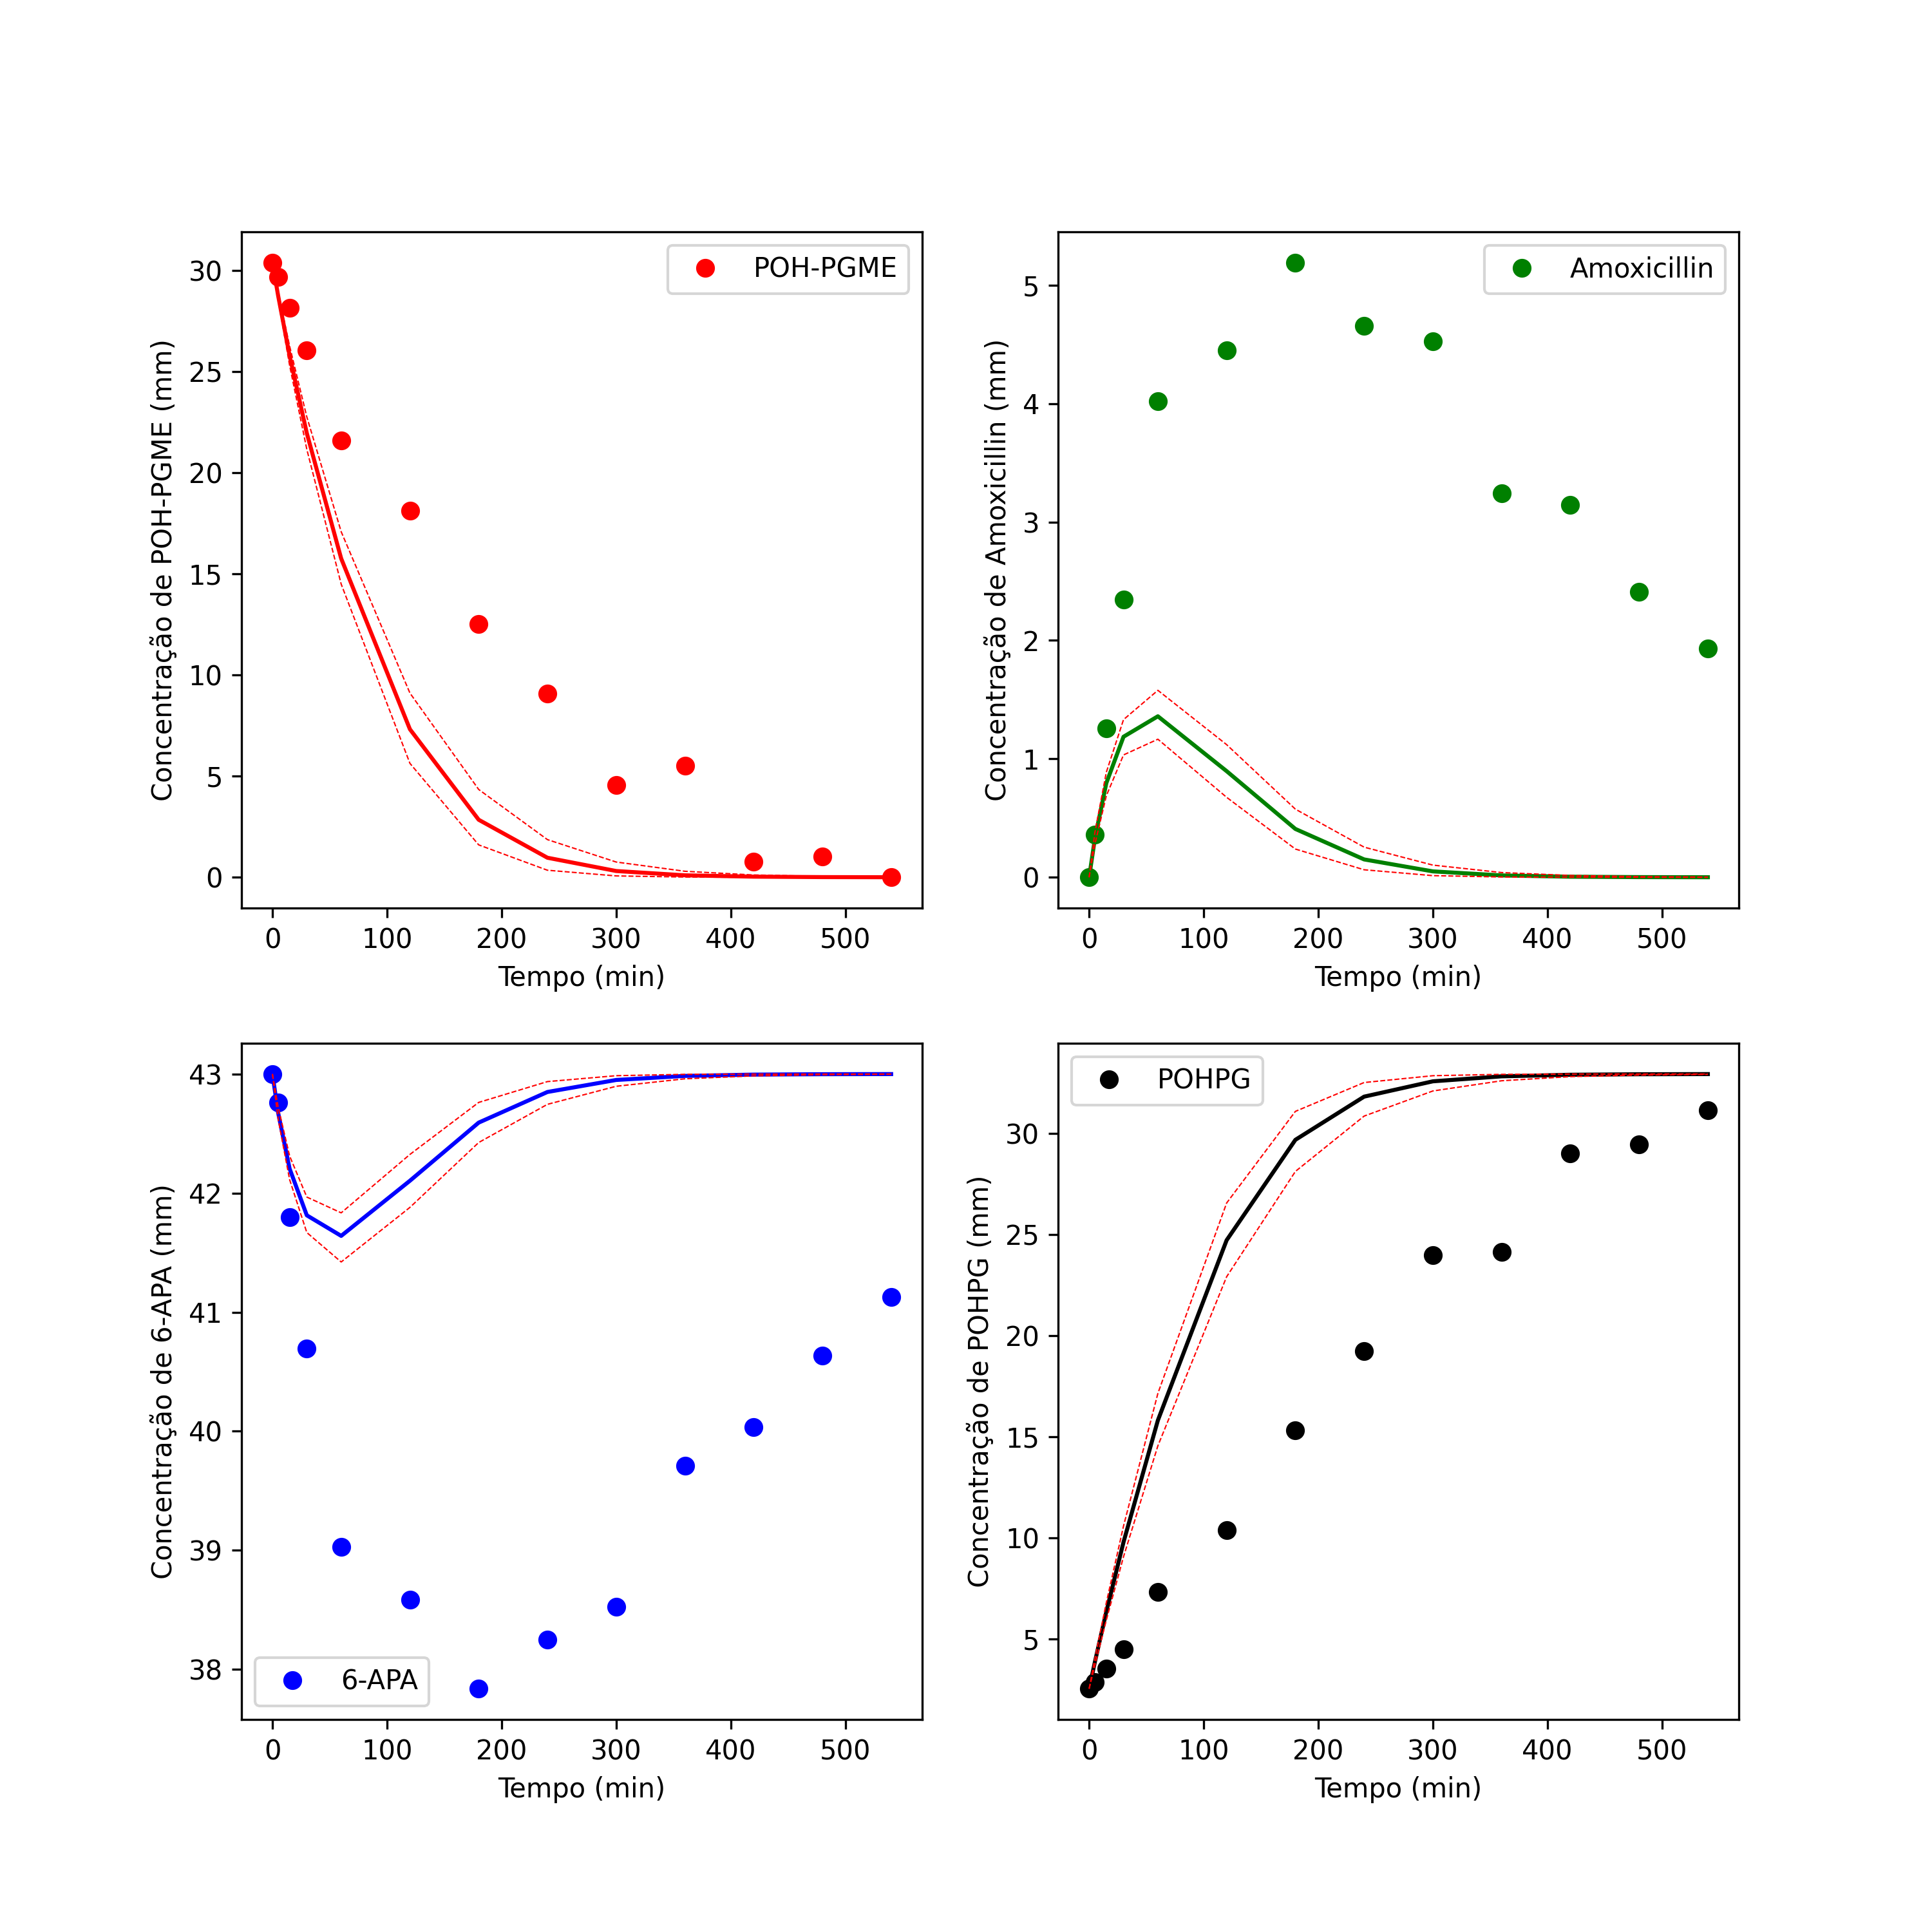 POH-PGME
Concentração de POH-PGME (mm)
30
25
20
15
10
5
0
0 100 200 300 400 500
Tempo (min)
Amoxicillin
Concentração de Amoxicillin (mm)
5
4
3
2
1
0
0 100 200 300 400 500
Tempo (min)
6-APA
Concentração de 6-APA (mm)
43
42
41
40
39
38
0 100 200 300 400 500
Tempo (min)
POHPG
Concentração de POHPG (mm)
30
25
20
15
10
5
0 100 200 300 400 500
Tempo (min)